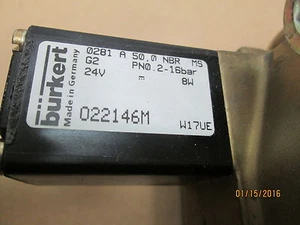 bürkert
Made in Germany
0281 A 50,0 NBR MS
G2 PN0.2-16bar
24V m 8W
022146M
W17UE
01/15/2016